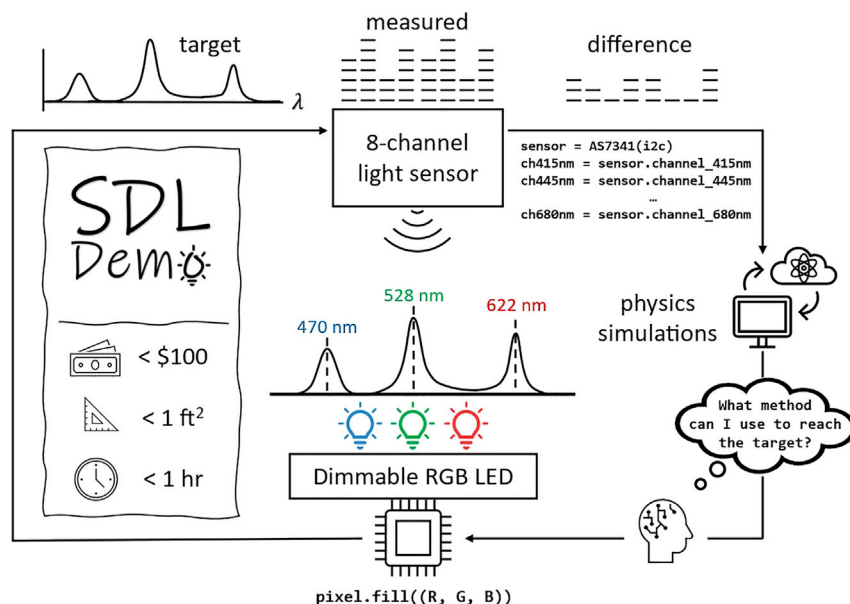 target
λ
measured
difference
8-channel
light sensor
sensor = AS7341(i2c)
ch415nm = sensor.channel_415nm
ch445nm = sensor.channel_445nm
…
ch680nm = sensor.channel_680nm
SDL
Demo
< $100
< 1 ft²
< 1 hr
470 nm
528 nm
622 nm
physics
simulations
What method
can I use to reach
the target?
Dimmable RGB LED
pixel.fill((R, G, B))